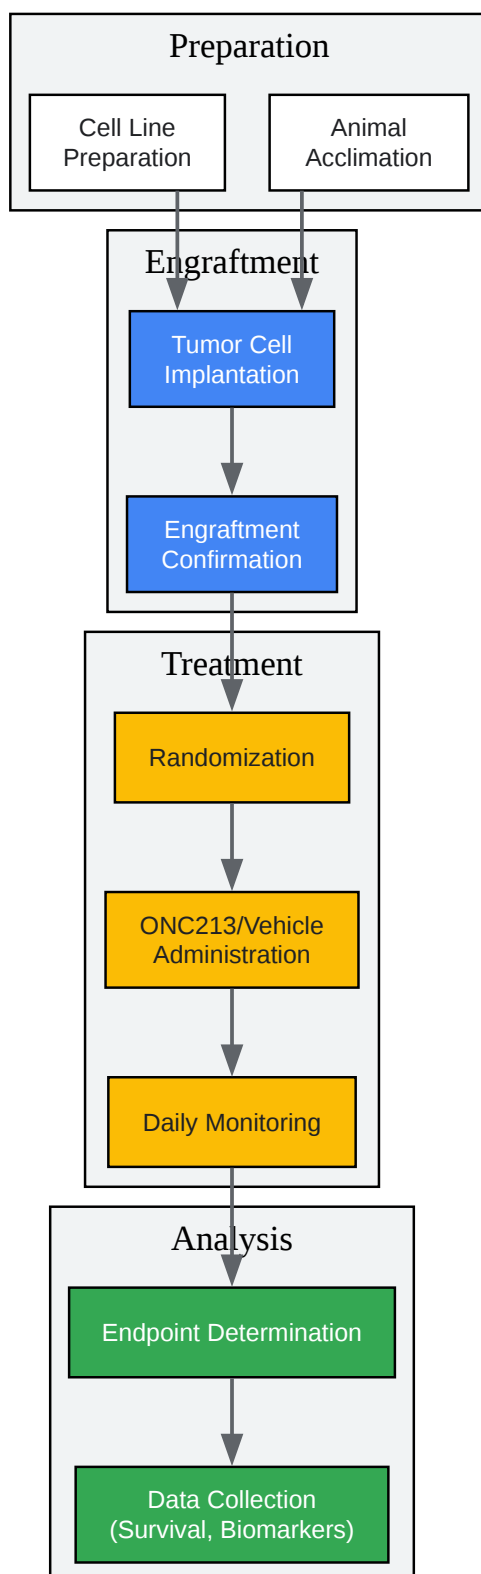 Preparation
Cell Line
Preparation
Animal
Acclimation
Engraftment
Tumor Cell
Implantation
Engraftment
Confirmation
Treatment
Randomization
ONC213/Vehicle
Administration
Daily Monitoring
Analysis
Endpoint Determination
Data Collection
(Survival, Biomarkers)